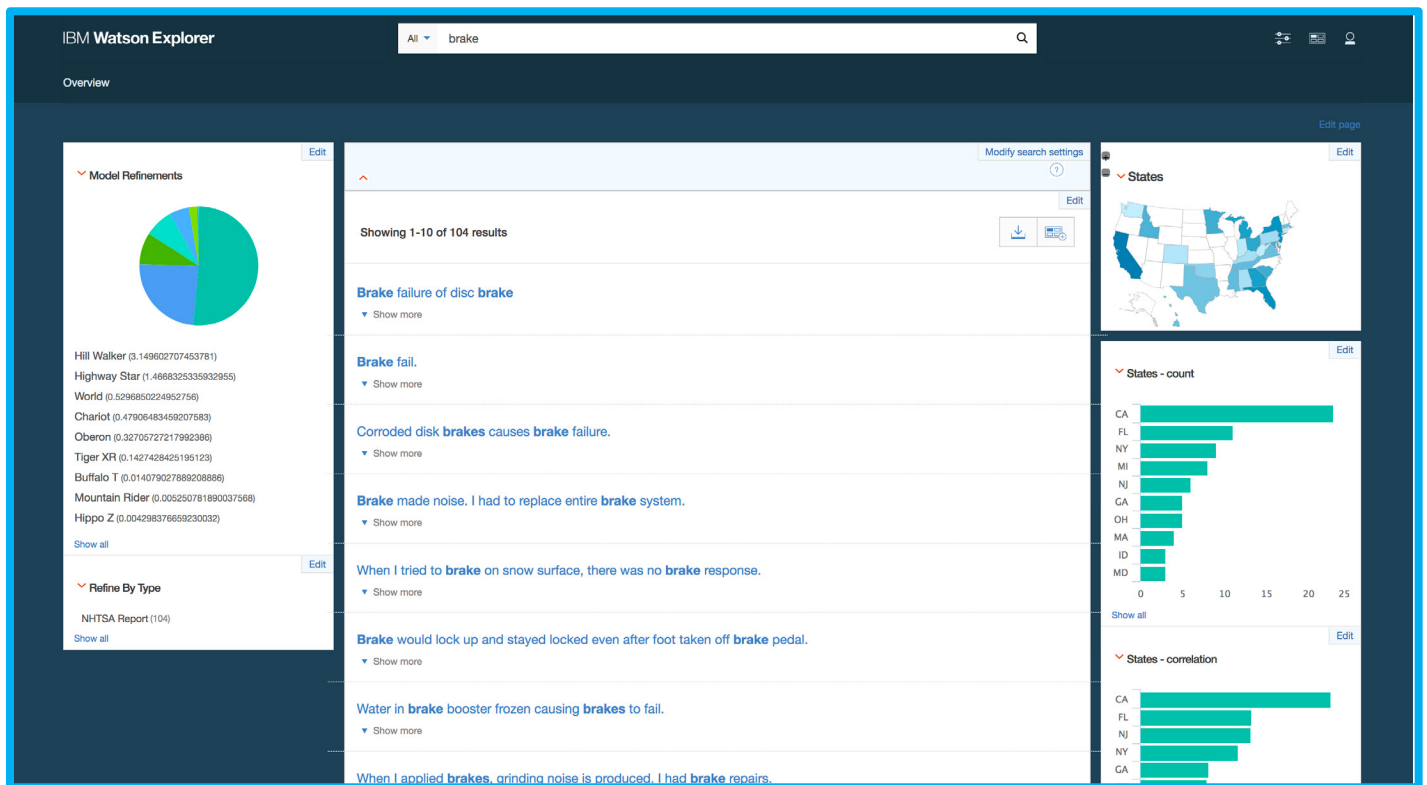 IBM Watson Explorer
All brake
Overview
Edit page
Edit
Model Refinements
Hill Walker (3.149602707453781)
Highway Star (1.4668325335932955)
World (0.5296850224952756)
Chariot (0.47906483459207583)
Oberon (0.32705727217992386)
Tiger XR (0.1427428425195123)
Buffalo T (0.014079027889208886)
Mountain Rider (0.005250781890037568)
Hippo Z (0.004298376659230032)
Show all
Edit
Refine By Type
NHTSA Report (104)
Show all
Modify search settings
?
Edit
Showing 1-10 of 104 results
Brake failure of disc brake
Show more
Brake fail.
Show more
Corroded disk brakes causes brake failure.
Show more
Brake made noise. I had to replace entire brake system.
Show more
When I tried to brake on snow surface, there was no brake response.
Show more
Brake would lock up and stayed locked even after foot taken off brake pedal.
Show more
Water in brake booster frozen causing brakes to fail.
Show more
When I applied brakes, grinding noise is produced. I had brake repairs.
Edit
States
Edit
States - count
CA
FL
NY
MI
NJ
GA
OH
MA
ID
MD
0 5 10 15 20 25
Show all
Edit
States - correlation
CA
FL
NJ
NY
GA